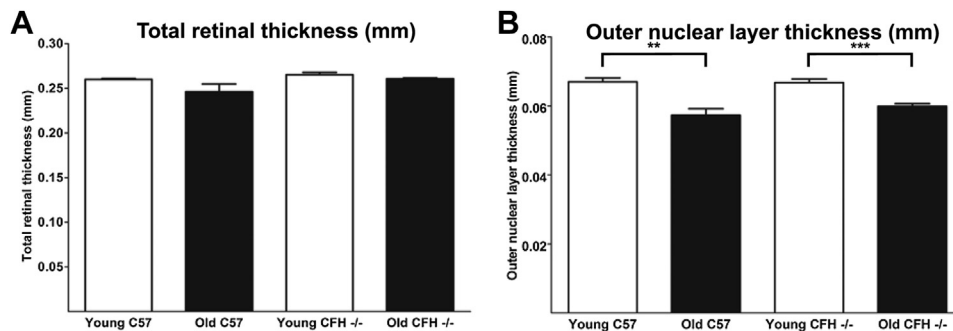 A
Total retinal thickness (mm)
Total retinal thickness (mm)
0.30
0.25
0.20
0.15
0.10
0.05
Young C57 Old C57 Young CFH -/- Old CFH -/-
B
Outer nuclear layer thickness (mm)
Outer nuclear layer thickness (mm)
0.08
0.06
0.04
0.02
** ***
Young C57 Old C57 Young CFH -/- Old CFH -/-